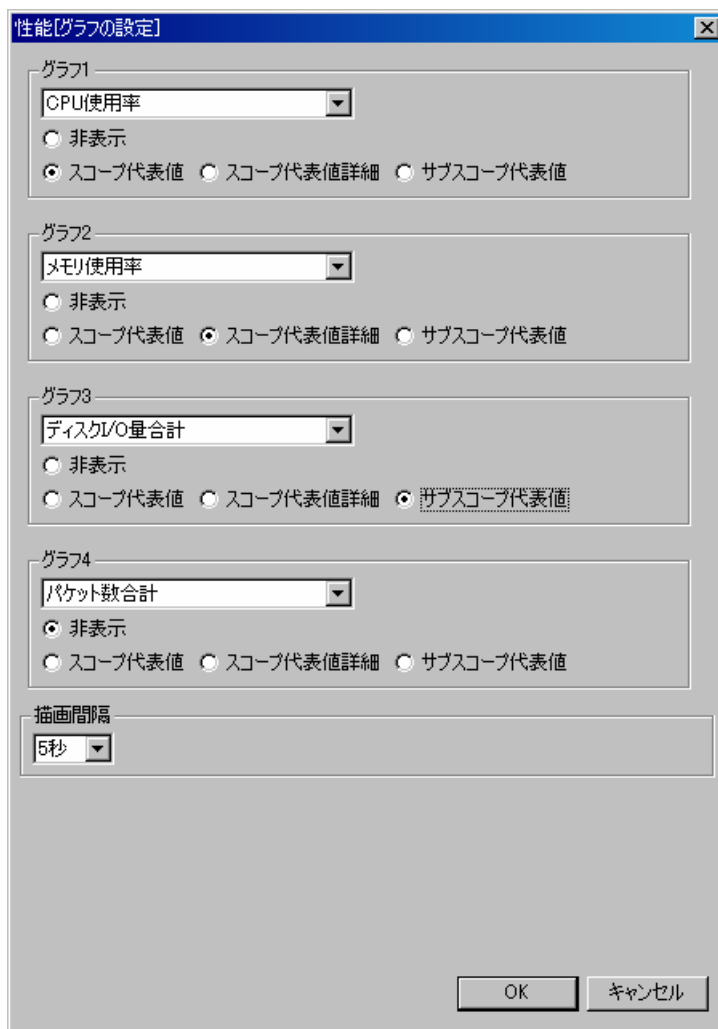 性能[グラフの設定]
グラフ1
CPU使用率
非表示
スコープ代表値 スコープ代表値詳細 サブスコープ代表値
グラフ2
メモリ使用率
非表示
スコープ代表値 スコープ代表値詳細 サブスコープ代表値
グラフ3
ディスクI/O量合計
非表示
スコープ代表値 スコープ代表値詳細 サブスコープ代表値
グラフ4
パケット数合計
非表示
スコープ代表値 スコープ代表値詳細 サブスコープ代表値
描画間隔
5秒
OK キャンセル